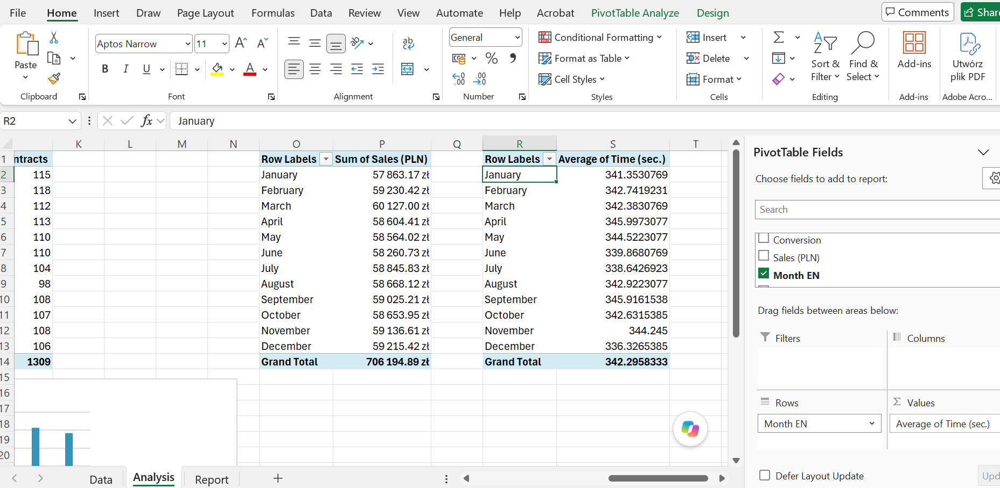 File Home Insert Draw Page Layout Formulas Data Review View Automate Help Acrobat PivotTable Analyze Design Comments Share
Paste
Clipboard
Aptos Narrow 11
B I U A
Font
ab
c
Alignment
General
% 9
Number
Conditional Formatting
Format as Table
Cell Styles
Styles
Insert
Delete
Format
Cells
Sort &
Filter
Find &
Select
Editing
Add-ins
Add-ins
Utwórz
plik PDF
Adobe Acro...
R2 fx January
K L M N O P Q R S T
1 ntracts Row Labels Sum of Sales (PLN) Row Labels Average of Time (sec.)
2 115 January 57 863.17 zł January 341.3530769
3 118 February 59 230.42 zł February 342.7419231
4 112 March 60 127.00 zł March 342.3830769
5 113 April 58 604.41 zł April 345.9973077
6 110 May 58 564.02 zł May 344.5223077
7 110 June 58 260.73 zł June 339.8680769
8 104 July 58 845.83 zł July 338.6426923
9 98 August 58 668.12 zł August 342.9223077
10 108 September 59 025.21 zł September 345.9161538
11 107 October 58 653.95 zł October 342.6315385
12 108 November 59 136.61 zł November 344.245
13 106 December 59 215.42 zł December 336.3265385
14 1309 Grand Total 706 194.89 zł Grand Total 342.2958333
15
16
17
18
19
20
PivotTable Fields
Choose fields to add to report:
Search
Conversion
Sales (PLN)
Month EN
Drag fields between areas below:
Filters
Columns
Rows
Values
Month EN
Average of Time (sec.)
Defer Layout Update
Upd
Data Analysis Report